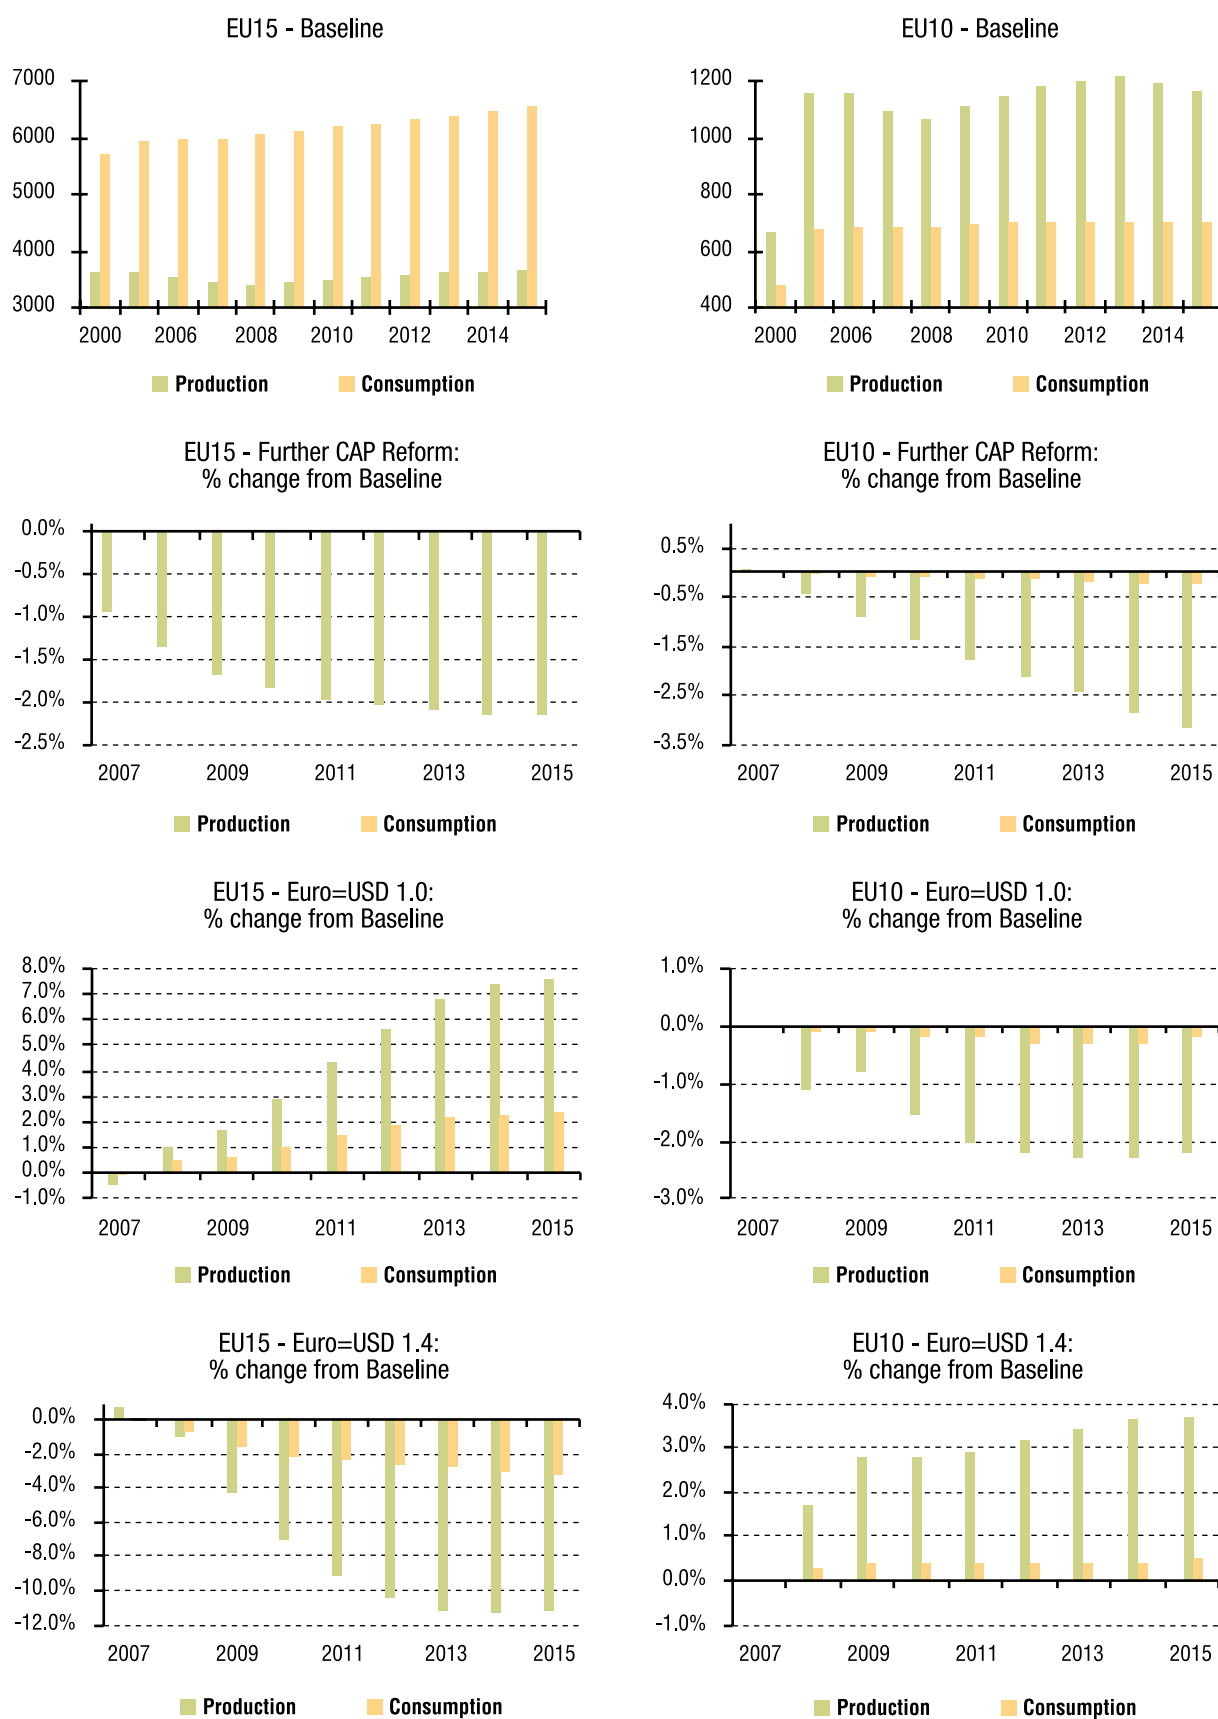 EU15 - Baseline
7000
6000
5000
4000
3000
2000 2006 2008 2010 2012 2014
Production Consumption
EU10 - Baseline
1200
1000
800
600
400
2000 2006 2008 2010 2012 2014
Production Consumption
EU15 - Further CAP Reform:
% change from Baseline
0.0%
-0.5%
-1.0%
-1.5%
-2.0%
-2.5%
2007 2009 2011 2013 2015
Production Consumption
EU10 - Further CAP Reform:
% change from Baseline
0.5%
-0.5%
-1.5%
-2.5%
-3.5%
2007 2009 2011 2013 2015
Production Consumption
EU15 - Euro=USD 1.0:
% change from Baseline
8.0%
7.0%
6.0%
5.0%
4.0%
3.0%
2.0%
1.0%
0.0%
-1.0%
2007 2009 2011 2013 2015
Production Consumption
EU10 - Euro=USD 1.0:
% change from Baseline
1.0%
0.0%
-1.0%
-2.0%
-3.0%
2007 2009 2011 2013 2015
Production Consumption
EU15 - Euro=USD 1.4:
% change from Baseline
0.0%
-2.0%
-4.0%
-6.0%
-8.0%
-10.0%
-12.0%
2007 2009 2011 2013 2015
Production Consumption
EU10 - Euro=USD 1.4:
% change from Baseline
4.0%
3.0%
2.0%
1.0%
0.0%
-1.0%
2007 2009 2011 2013 2015
Production Consumption